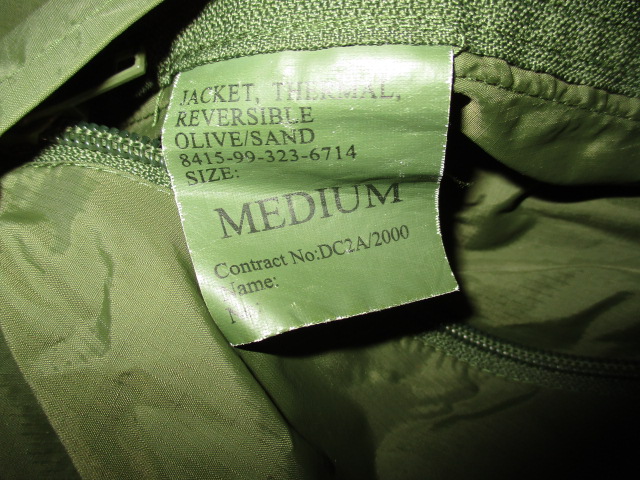 JACKET, THERMAL,
REVERSIBLE
OLIVE/SAND
8415-99-323-6714
SIZE:
MEDIUM
Contract No:DC2A/2000
Name: